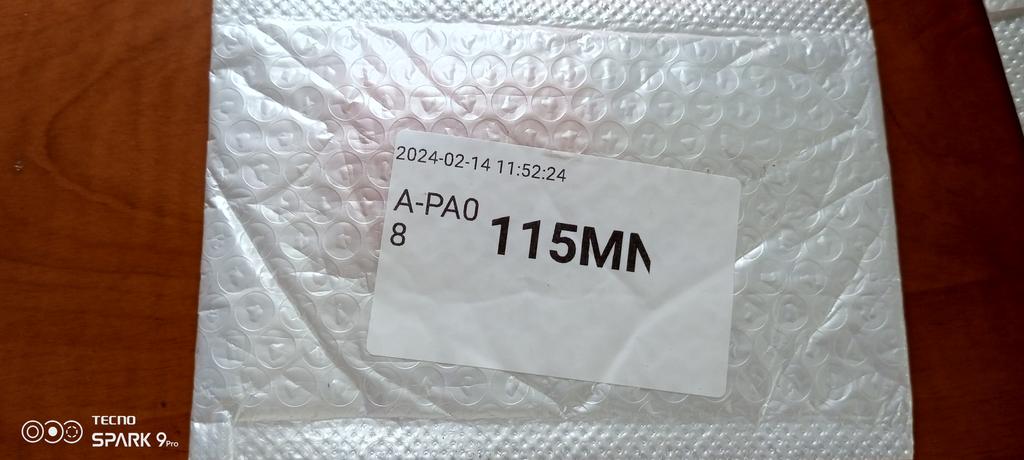 2024-02-14 11:52:24
A-PA0
8
115MN
TECNO
SPARK 9Pro